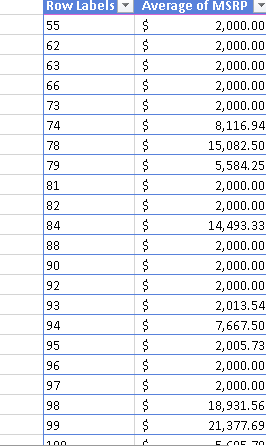 Row Labels Average of MSRP
55 $ 2,000.00
62 $ 2,000.00
63 $ 2,000.00
66 $ 2,000.00
73 $ 2,000.00
74 $ 8,116.94
78 $ 15,082.50
79 $ 5,584.25
81 $ 2,000.00
82 $ 2,000.00
84 $ 14,493.33
88 $ 2,000.00
90 $ 2,000.00
92 $ 2,000.00
93 $ 2,013.54
94 $ 7,667.50
95 $ 2,005.73
96 $ 2,000.00
97 $ 2,000.00
98 $ 18,931.56
99 $ 21,377.69
100 $